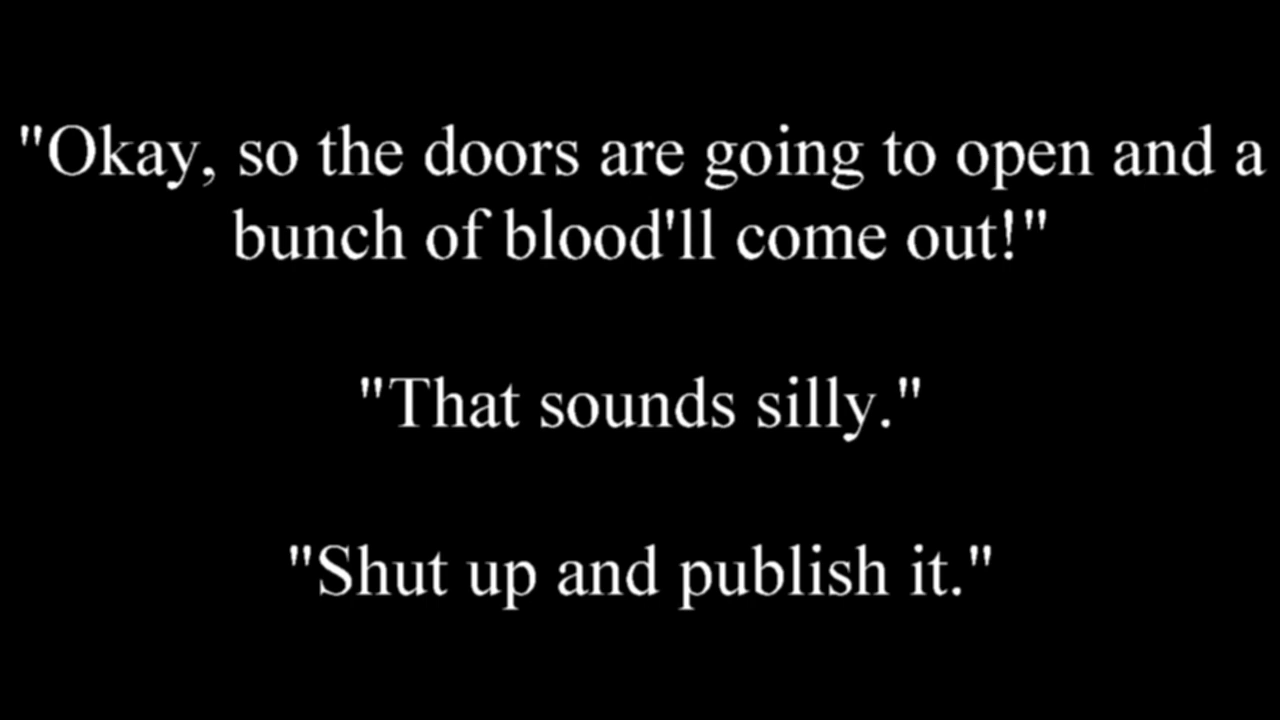 "Okay, so the doors are going to open and a
bunch of blood'll come out!"
"That sounds silly."
"Shut up and publish it."